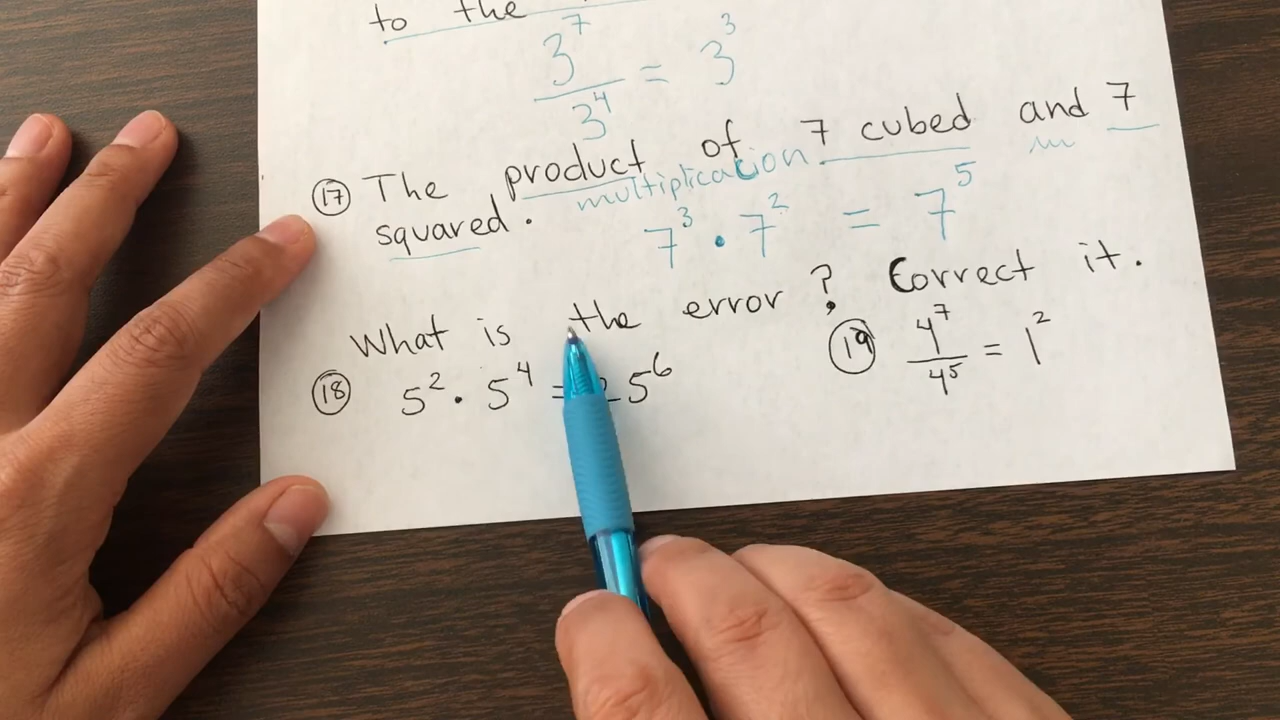 to the
3^7 / 3^4 = 3^3
17 The product of 7 cubed and 7
multiplication
squared.
7^3 · 7^2 = 7^5
What is the error? Correct it.
18 5^2 · 5^4 = 25^6
19 4^7 / 4^5 = 1^2